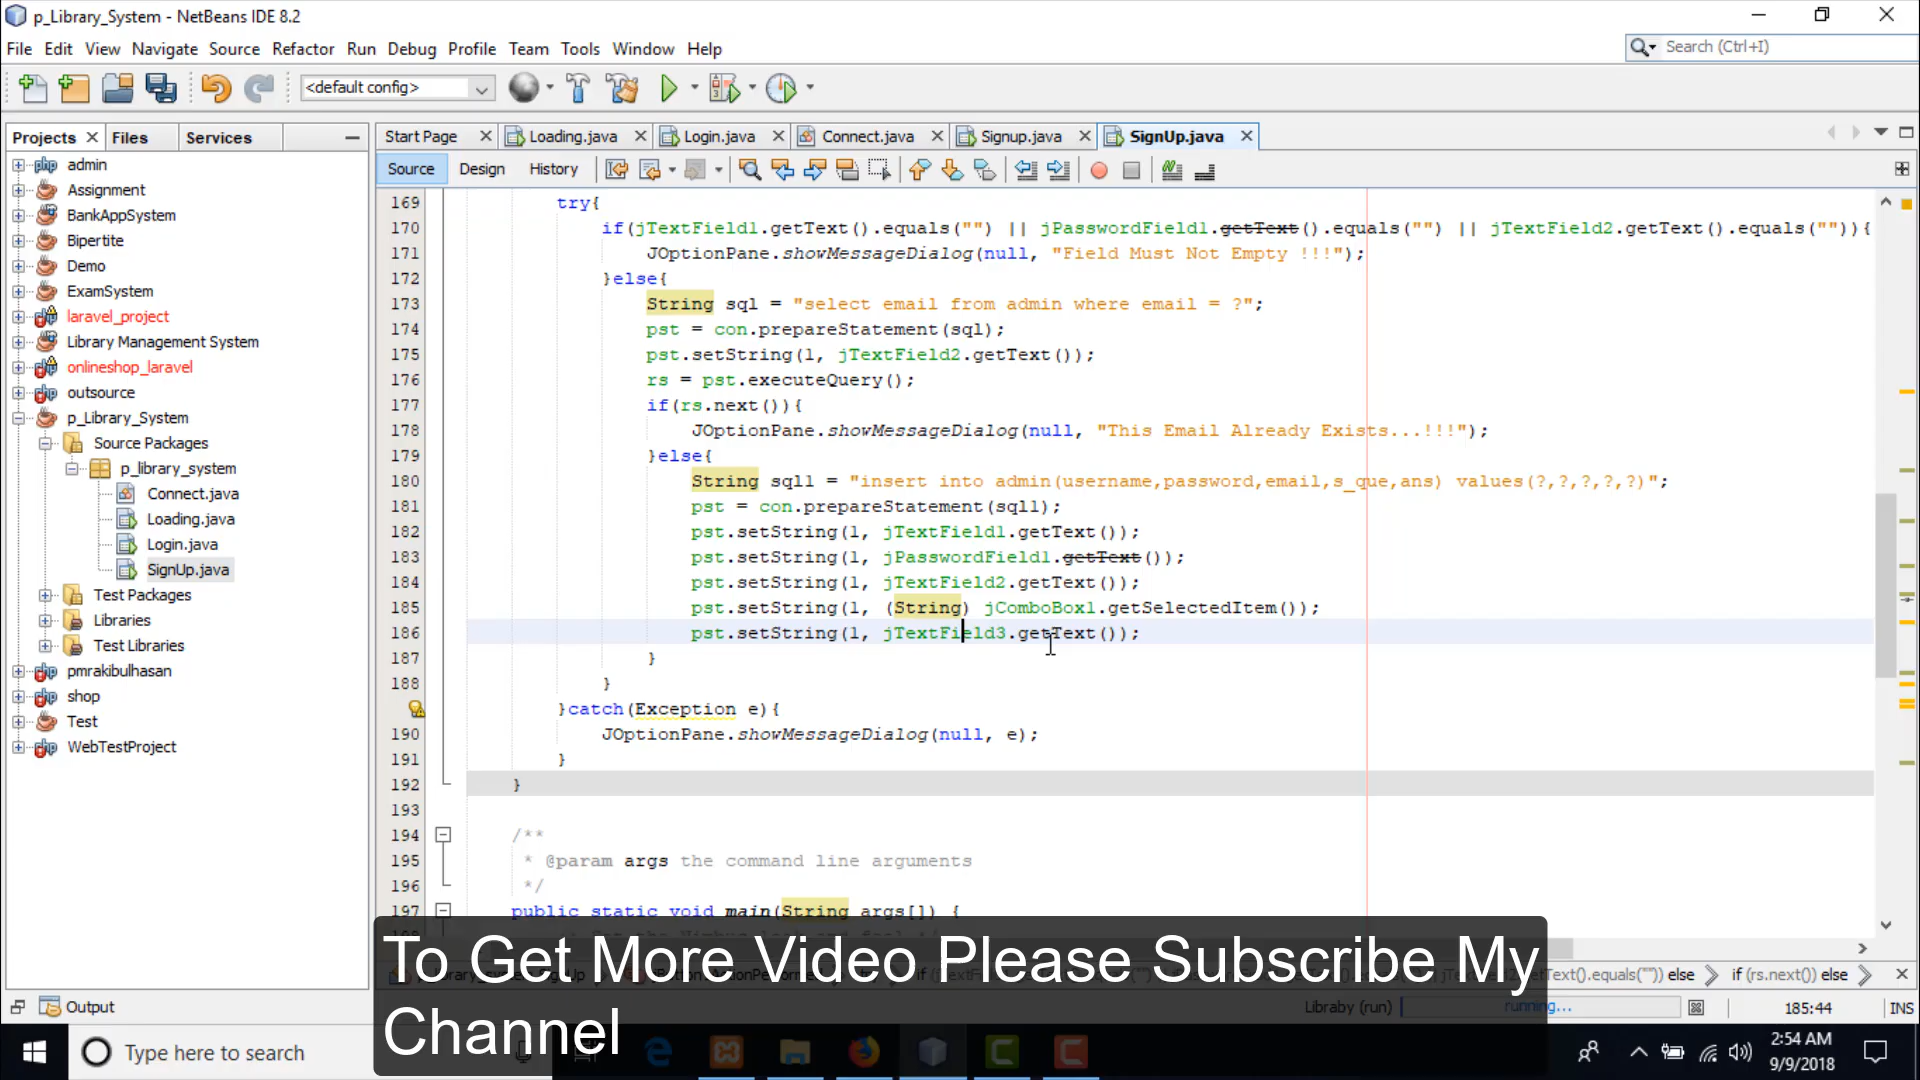 p_Library_System - NetBeans IDE 8.2
File Edit View Navigate Source Refactor Run Debug Profile Team Tools Window Help
Search (Ctrl+I)
<default config>
Projects Files Services
Start Page Loading.java Login.java Connect.java Signup.java SignUp.java
Source Design History
admin
Assignment
BankAppSystem
Bipertite
Demo
ExamSystem
laravel_project
Library Management System
onlineshop_laravel
outsource
p_Library_System
Source Packages
p_library_system
Connect.java
Loading.java
Login.java
SignUp.java
Test Packages
Libraries
Test Libraries
pmrakibulhasan
shop
Test
WebTestProject
169 try{
170 if(jTextField1.getText().equals("") || jPasswordField1.getText().equals("") || jTextField2.getText().equals("")){
171 JOptionPane.showMessageDialog(null, "Field Must Not Empty !!!");
172 }else{
173 String sql = "select email from admin where email = ?";
174 pst = con.prepareStatement(sql);
175 pst.setString(1, jTextField2.getText());
176 rs = pst.executeQuery();
177 if(rs.next()){
178 JOptionPane.showMessageDialog(null, "This Email Already Exists...!!!");
179 }else{
180 String sql1 = "insert into admin(username,password,email,s_que,ans) values(?,?,?,?,?)";
181 pst = con.prepareStatement(sql1);
182 pst.setString(1, jTextField1.getText());
183 pst.setString(1, jPasswordField1.getText());
184 pst.setString(1, jTextField2.getText());
185 pst.setString(1, (String) jComboBox1.getSelectedItem());
186 pst.setString(1, jTextField3.getText());
187 }
188 }
}catch(Exception e){
190 JOptionPane.showMessageDialog(null, e);
191 }
192 }
193
194 /**
195 * @param args the command line arguments
196 */
197 public static void main(String args[]) {
To Get More Video Please Subscribe My
Channel
getText().equals("")) else if (rs.next()) else
Output
Libraby (run) running... 185:44 INS
Type here to search
2:54 AM
9/9/2018